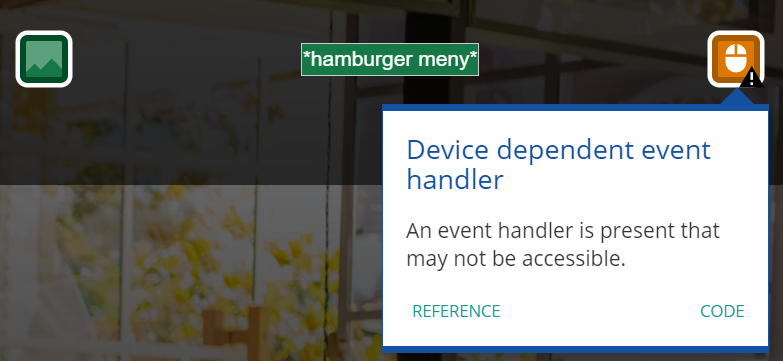 *hamburger meny*
Device dependent event
handler
An event handler is present that
may not be accessible.
REFERENCE
CODE